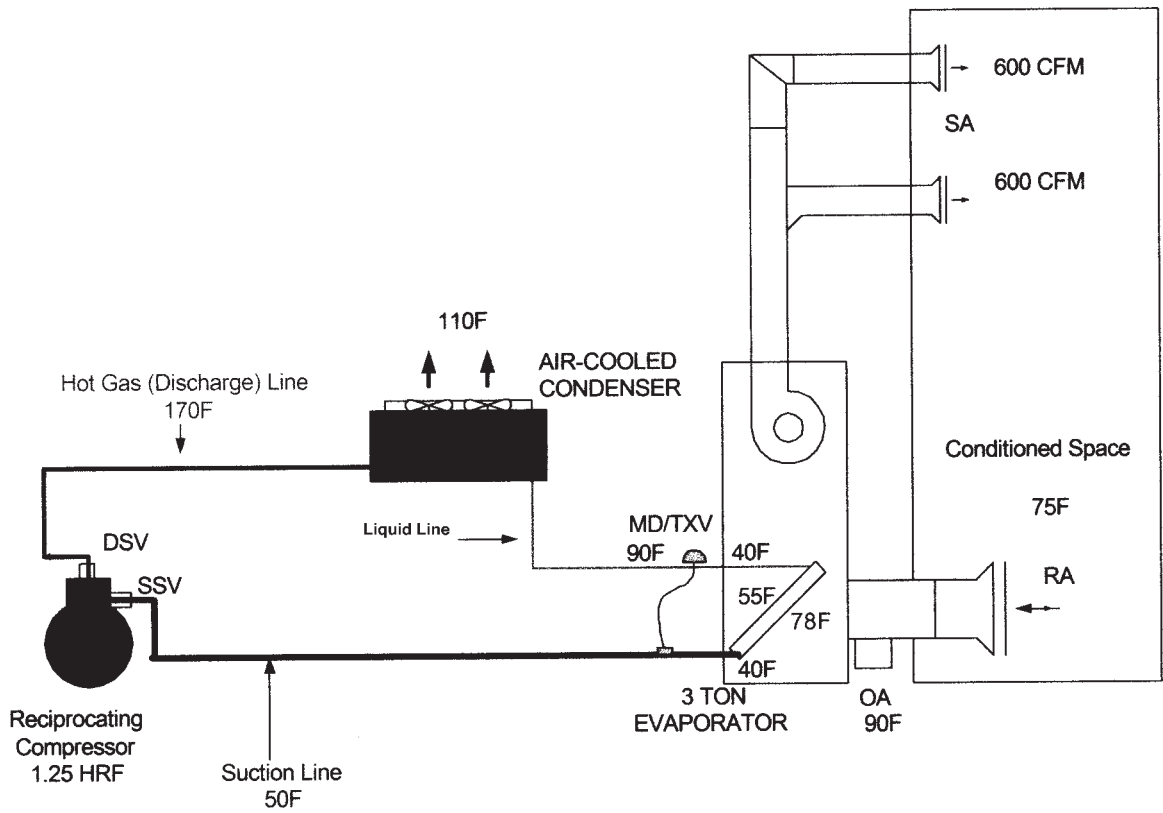 600 CFM
SA
600 CFM
110F
AIR-COOLED
CONDENSER
Hot Gas (Discharge) Line
170F
Conditioned Space
75F
Liquid Line
MD/TXV
90F
40F
DSV
SSV
55F
78F
RA
40F
3 TON
EVAPORATOR
OA
90F
Reciprocating
Compressor
1.25 HRF
Suction Line
50F